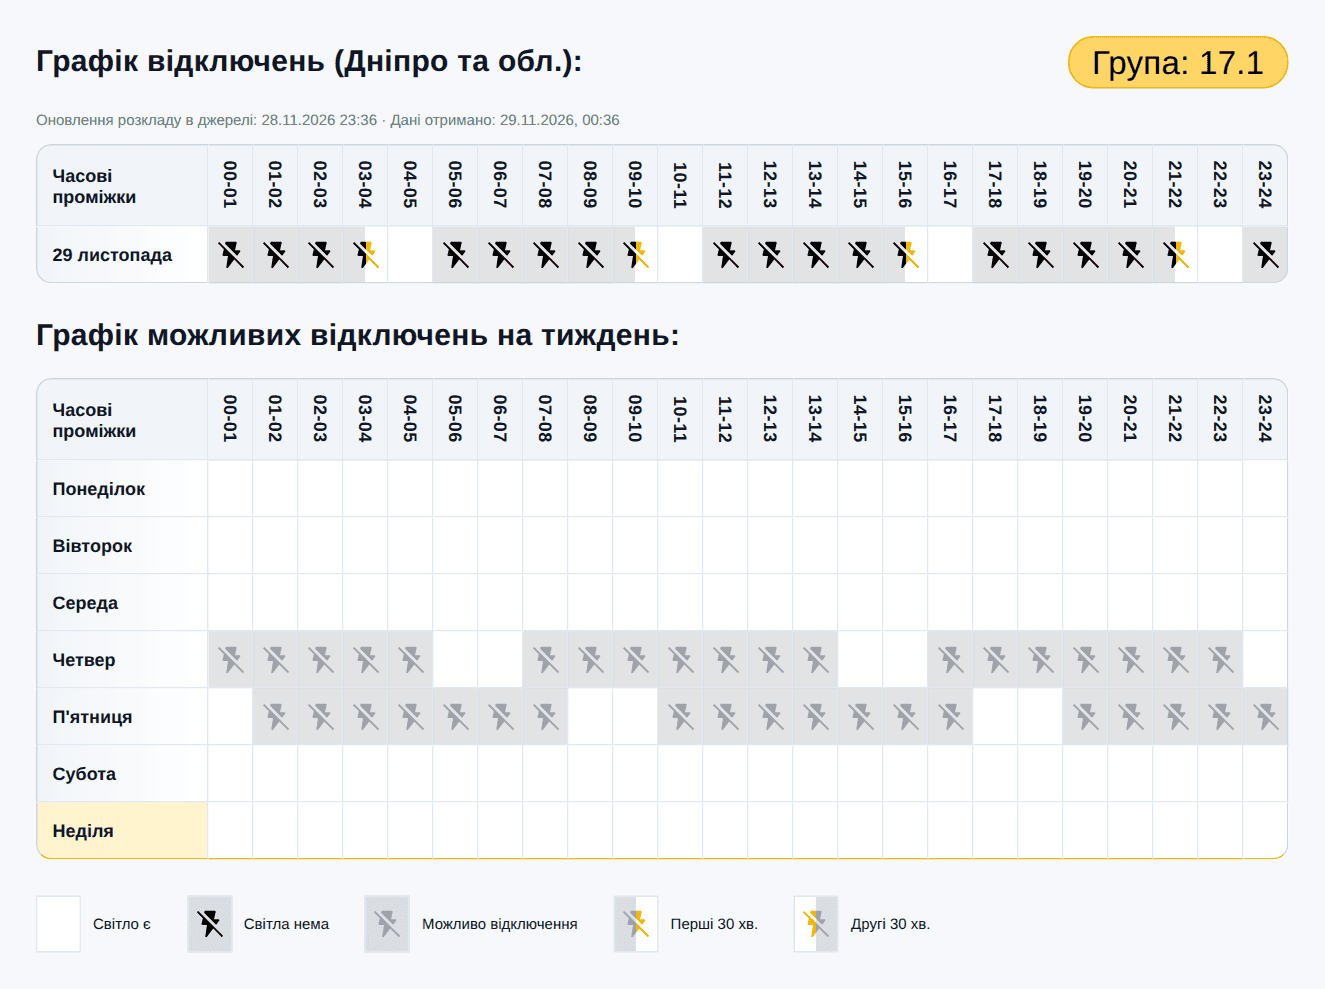 Графік відключень (Дніпро та обл.):
Група: 17.1
Оновлення розкладу в джерелі: 28.11.2026 23:36 · Дані отримано: 29.11.2026, 00:36
Часові проміжки 00-01 01-02 02-03 03-04 04-05 05-06 06-07 07-08 08-09 09-10 10-11 11-12 12-13 13-14 14-15 15-16 16-17 17-18 18-19 19-20 20-21 21-22 22-23 23-24
29 листопада
Графік можливих відключень на тиждень:
Часові проміжки 00-01 01-02 02-03 03-04 04-05 05-06 06-07 07-08 08-09 09-10 10-11 11-12 12-13 13-14 14-15 15-16 16-17 17-18 18-19 19-20 20-21 21-22 22-23 23-24
Понеділок
Вівторок
Середа
Четвер
П'ятниця
Субота
Неділя
Світло є Світла нема Можливо відключення Перші 30 хв. Другі 30 хв.